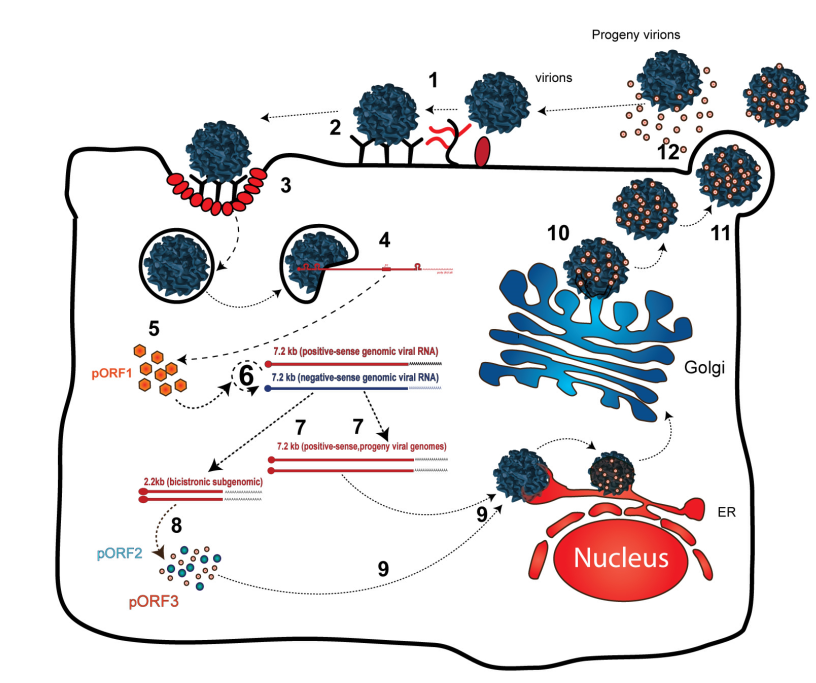 Progeny virions
virions
1
2
12
3
4
10
11
5
pORF1
6
7.2 kb (positive-sense genomic viral RNA)
7.2 kb (negative-sense genomic viral RNA)
Golgi
7
7
7.2 kb (positive-sense,progeny viral genomes)
2.2kb (bicistronic subgenomic)
8
9
ER
pORF2
Nucleus
9
pORF3